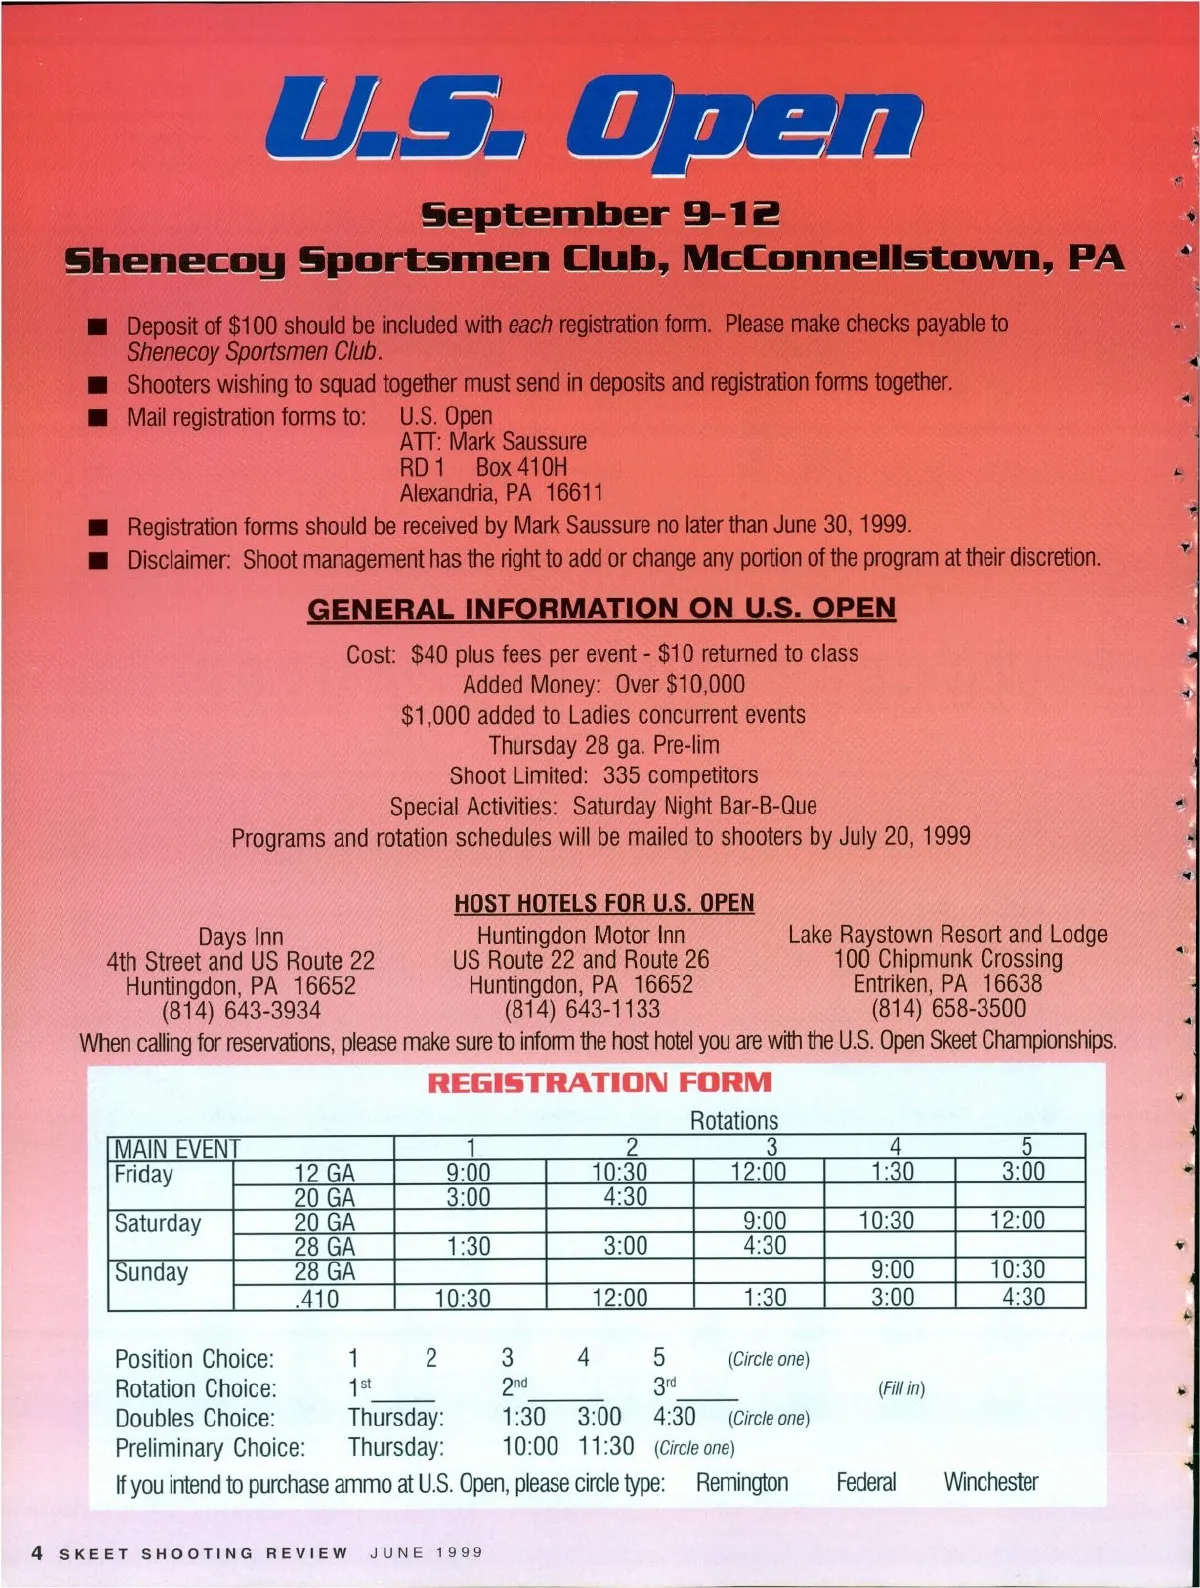 U.S. Open
September 9-12
Shenecoy Sportsmen Club, McConnellstown, PA
■ Deposit of $100 should be included with each registration form. Please make checks payable to
Shenecoy Sportsmen Club.
■ Shooters wishing to squad together must send in deposits and registration forms together.
■ Mail registration forms to: U.S. Open
ATT: Mark Saussure
RD 1 Box 410H
Alexandria, PA 16611
■ Registration forms should be received by Mark Saussure no later than June 30, 1999.
■ Disclaimer: Shoot management has the right to add or change any portion of the program at their discretion.
GENERAL INFORMATION ON U.S. OPEN
Cost: $40 plus fees per event - $10 returned to class
Added Money: Over $10,000
$1,000 added to Ladies concurrent events
Thursday 28 ga. Pre-lim
Shoot Limited: 335 competitors
Special Activities: Saturday Night Bar-B-Que
Programs and rotation schedules will be mailed to shooters by July 20, 1999
HOST HOTELS FOR U.S. OPEN
Days Inn
4th Street and US Route 22
Huntingdon, PA 16652
(814) 643-3934
Huntingdon Motor Inn
US Route 22 and Route 26
Huntingdon, PA 16652
(814) 643-1133
Lake Raystown Resort and Lodge
100 Chipmunk Crossing
Entriken, PA 16638
(814) 658-3500
When calling for reservations, please make sure to inform the host hotel you are with the U.S. Open Skeet Championships.
REGISTRATION FORM
Rotations
MAIN EVENT 1 2 3 4 5
Friday 12 GA 9:00 10:30 12:00 1:30 3:00
20 GA 3:00 4:30
Saturday 20 GA 9:00 10:30 12:00
28 GA 1:30 3:00 4:30
Sunday 28 GA 9:00 10:30
.410 10:30 12:00 1:30 3:00 4:30
Position Choice: 1 2 3 4 5 (Circle one)
Rotation Choice: 1st ______ 2nd ______ 3rd ______ (Fill in)
Doubles Choice: Thursday: 1:30 3:00 4:30 (Circle one)
Preliminary Choice: Thursday: 10:00 11:30 (Circle one)
If you intend to purchase ammo at U.S. Open, please circle type: Remington Federal Winchester
4 SKEET SHOOTING REVIEW JUNE 1999